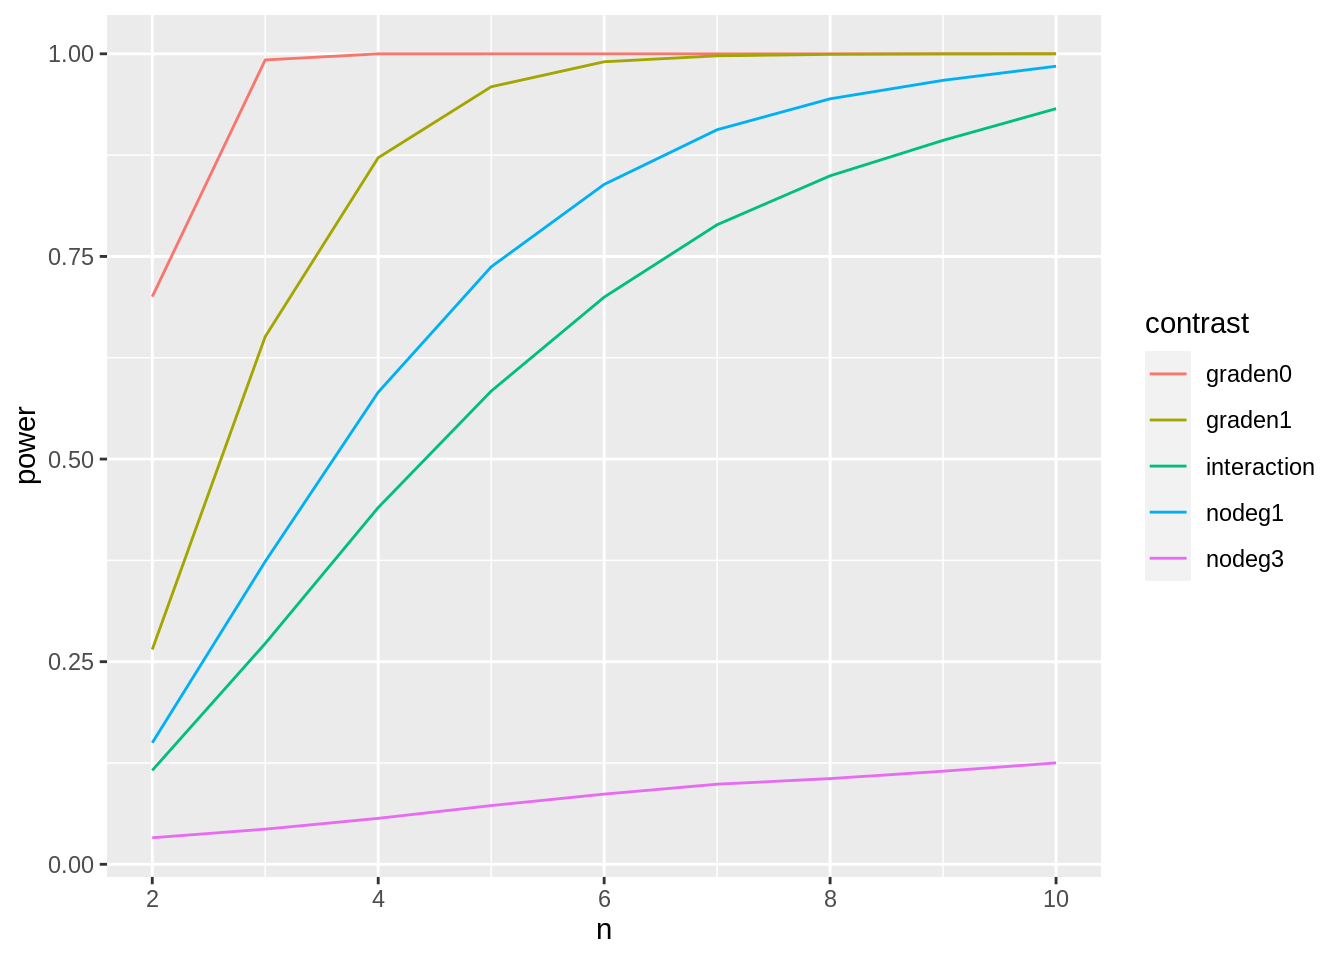 1.00
0.75
0.50
0.25
0.00
power
2 4 6 8 10
n
contrast
graden0
graden1
interaction
nodeg1
nodeg3